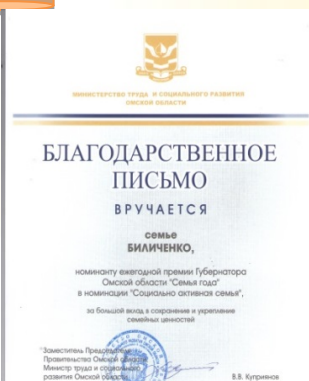 МИНИСТЕРСТВО ТРУДА И СОЦИАЛЬНОГО РАЗВИТИЯ
ОМСКОЙ ОБЛАСТИ
БЛАГОДАРСТВЕННОЕ
ПИСЬМО
ВРУЧАЕТСЯ
семье
БИЛИЧЕНКО,
номинанту ежегодной премии Губернатора
Омской области "Семья года"
в номинации "Социально активная семья",
за большой вклад в сохранение и укрепление
семейных ценностей
Заместитель Председателя
Правительства Омской области
Министр труда и социального
развития Омской области
В.В. Куприянов